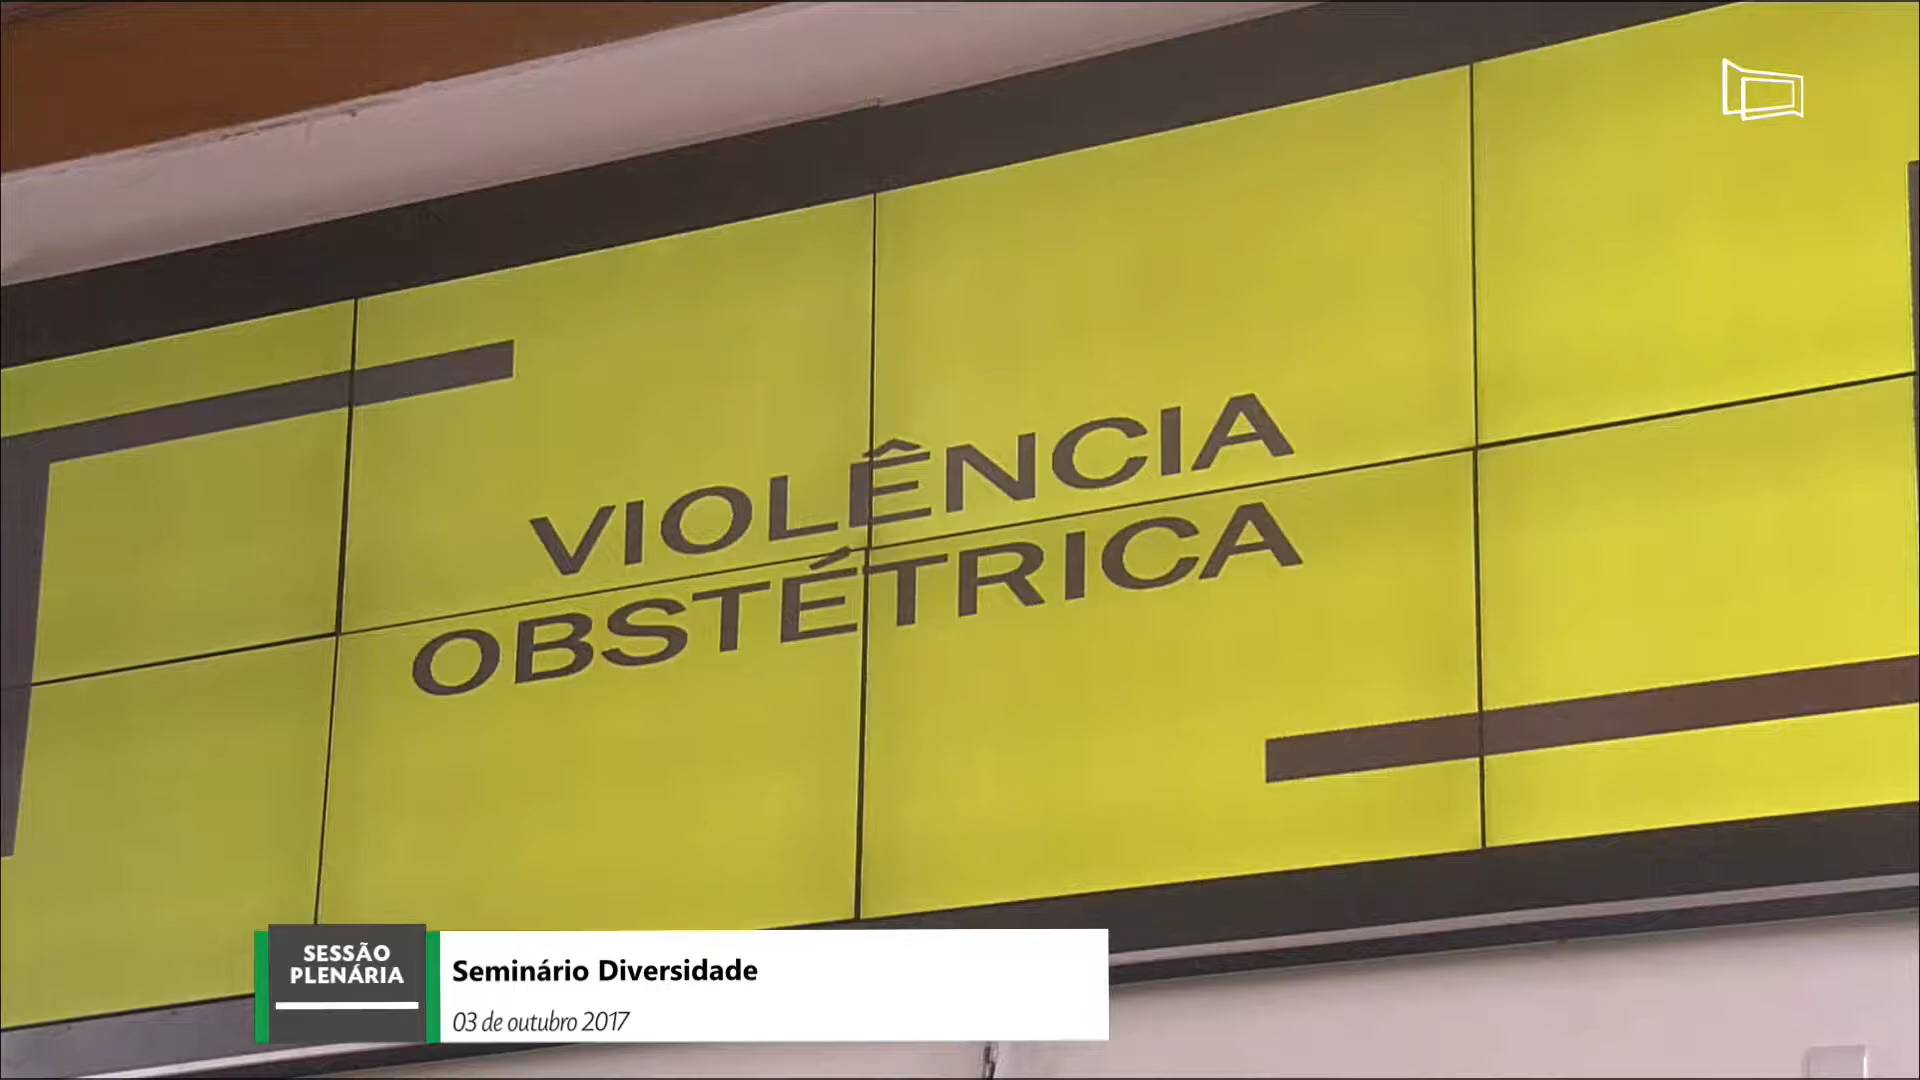 VIOLÊNCIA
OBSTÉTRICA
SESSÃO
PLENÁRIA
Seminário Diversidade
03 de outubro 2017